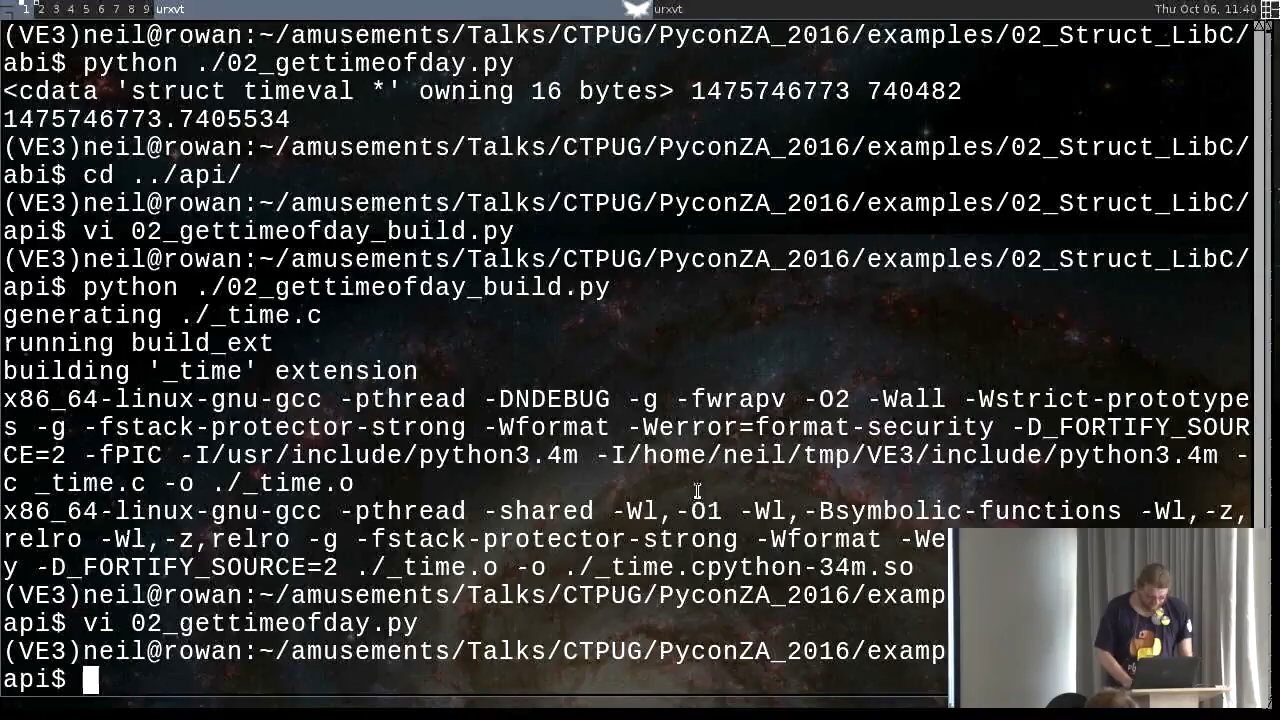 1 2 3 4 5 6 7 8 9 urxvt urxvt Thu Oct 06, 11:40
(VE3)neil@rowan:~/amusements/Talks/CTPUG/PyconZA_2016/examples/02_Struct_LibC/
abi$ python ./02_gettimeofday.py
<cdata 'struct timeval *' owning 16 bytes> 1475746773 740482
1475746773.7405534
(VE3)neil@rowan:~/amusements/Talks/CTPUG/PyconZA_2016/examples/02_Struct_LibC/
abi$ cd ../api/
(VE3)neil@rowan:~/amusements/Talks/CTPUG/PyconZA_2016/examples/02_Struct_LibC/
api$ vi 02_gettimeofday_build.py
(VE3)neil@rowan:~/amusements/Talks/CTPUG/PyconZA_2016/examples/02_Struct_LibC/
api$ python ./02_gettimeofday_build.py
generating ./_time.c
running build_ext
building '_time' extension
x86_64-linux-gnu-gcc -pthread -DNDEBUG -g -fwrapv -O2 -Wall -Wstrict-prototype
s -g -fstack-protector-strong -Wformat -Werror=format-security -D_FORTIFY_SOUR
CE=2 -fPIC -I/usr/include/python3.4m -I/home/neil/tmp/VE3/include/python3.4m -
c _time.c -o ./_time.o
x86_64-linux-gnu-gcc -pthread -shared -Wl,-O1 -Wl,-Bsymbolic-functions -Wl,-z,
relro -Wl,-z,relro -g -fstack-protector-strong -Wformat -We
y -D_FORTIFY_SOURCE=2 ./_time.o -o ./_time.cpython-34m.so
(VE3)neil@rowan:~/amusements/Talks/CTPUG/PyconZA_2016/examp
api$ vi 02_gettimeofday.py
(VE3)neil@rowan:~/amusements/Talks/CTPUG/PyconZA_2016/examp
api$